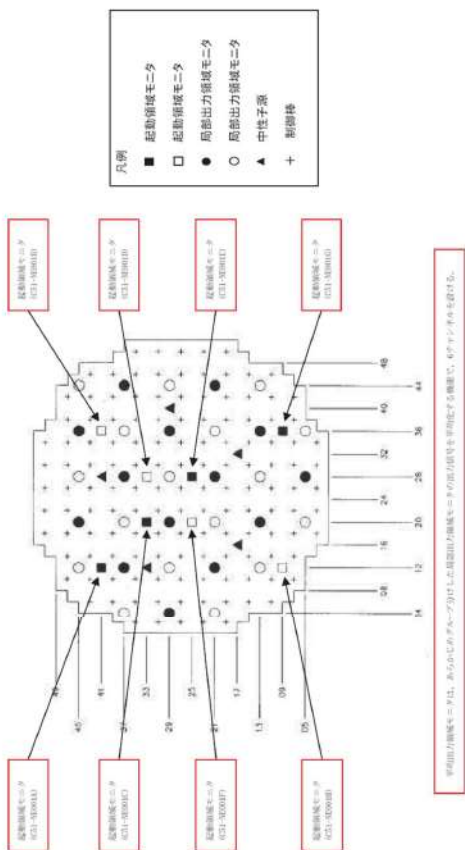 凡例
■ 起動領域モニタ
□ 起動領域モニタ
● 局部出力領域モニタ
○ 局部出力領域モニタ
▲ 中性子源
+ 制御棒
起動領域モニタ
起動領域モニタ
起動領域モニタ
起動領域モニタ
45
41
33
29
25
21
17
13
09
05
14
08
12
16
20
24
28
32
36
40
44
48
起動領域モニタ
(C51-NE001A)
起動領域モニタ
(C51-NE001C)
起動領域モニタ
(C51-NE001F)
起動領域モニタ
平均出力領域モニタは、あらかじめグループ分けした局部出力領域モニタの出力信号を平均化する機能で、6チャンネルを設ける。